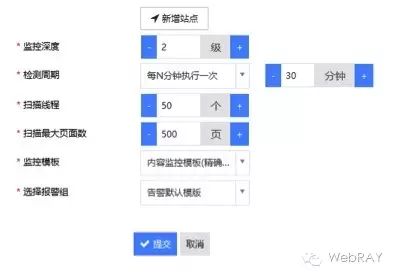 新增站点
* 监控深度 - 2 级 +
* 检测周期 每N分钟执行一次 - 30 分钟 +
* 扫描线程 - 50 个 +
* 扫描最大页面数 - 500 页 +
* 监控模板 内容监控模板(精确...
* 选择报警组 告警默认模版
提交 取消
WebRAY